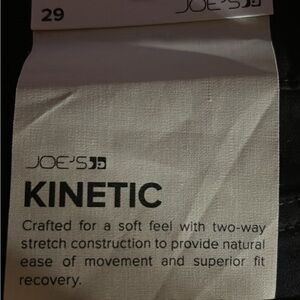 29
JOE'S
JOE'S
KINETIC
Crafted for a soft feel with two-way
stretch construction to provide natural
ease of movement and superior fit
recovery.